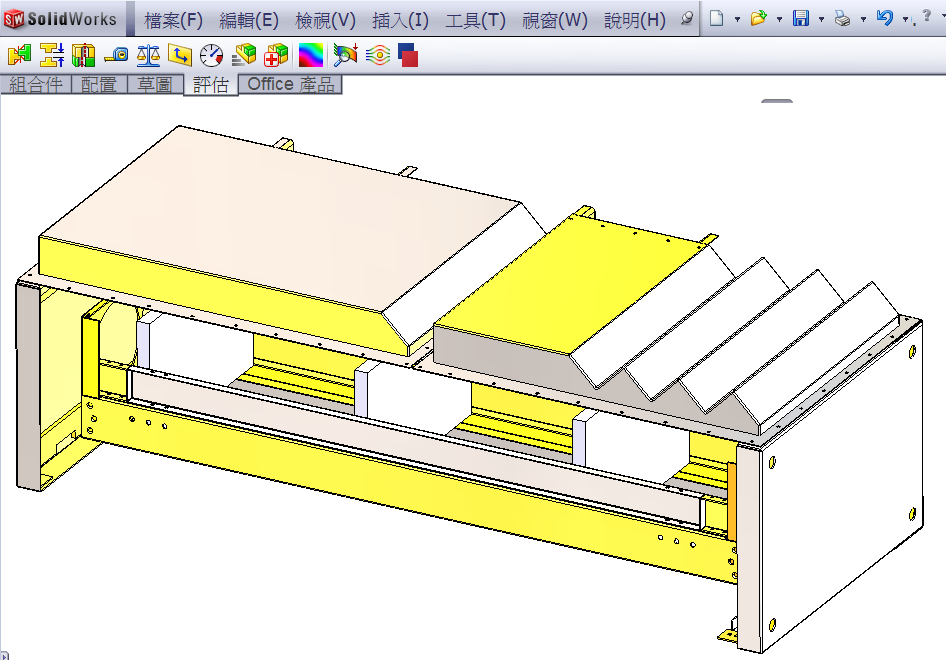 SolidWorks 檔案(F) 編輯(E) 檢視(V) 插入(I) 工具(T) 視窗(W) 說明(H)
組合件 配置 草圖 評估 Office 產品